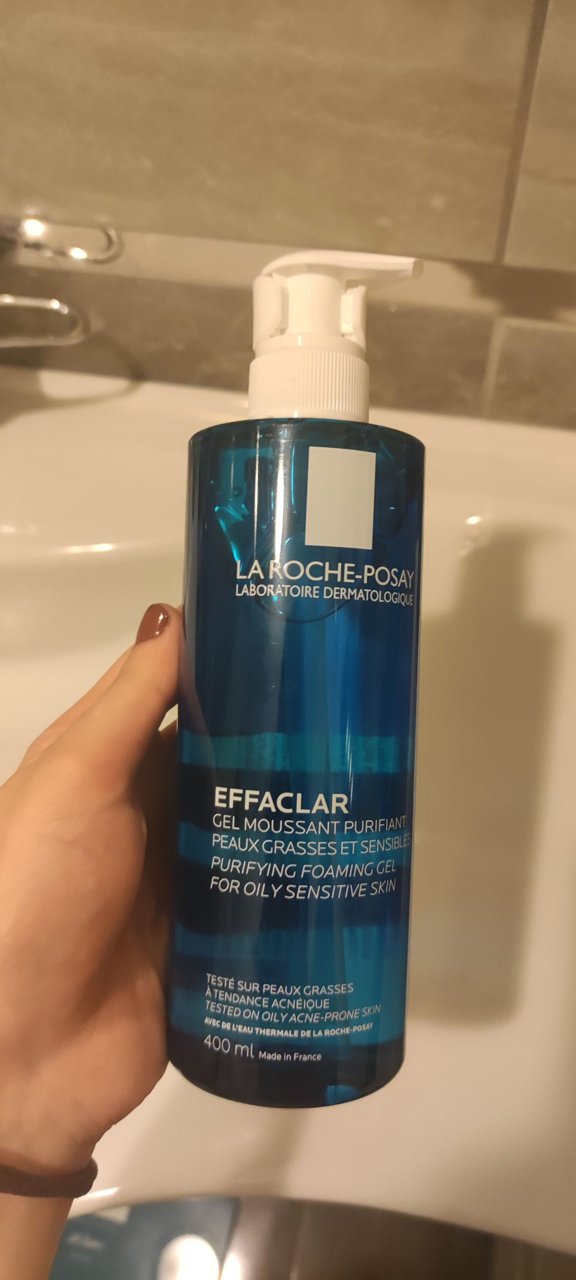 LA ROCHE-POSAY
LABORATOIRE DERMATOLOGIQUE
EFFACLAR
GEL MOUSSANT PURIFIANT
PEAUX GRASSES ET SENSIBLES
PURIFYING FOAMING GEL
FOR OILY SENSITIVE SKIN
TESTÉ SUR PEAUX GRASSES
À TENDANCE ACNÉIQUE
TESTED ON OILY ACNE-PRONE SKIN
AVEC DE L'EAU THERMALE DE LA ROCHE-POSAY
400 ml Made in France